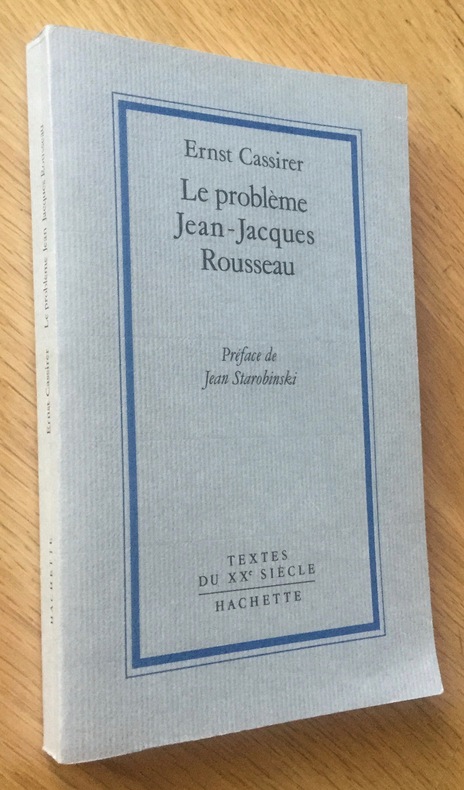 Ernst Cassirer
Le problème
Jean-Jacques
Rousseau
Préface de
Jean Starobinski
TEXTES
DU XXe SIÈCLE
HACHETTE
HACHETTE Ernst Cassirer Le problème Jean-Jacques Rousseau